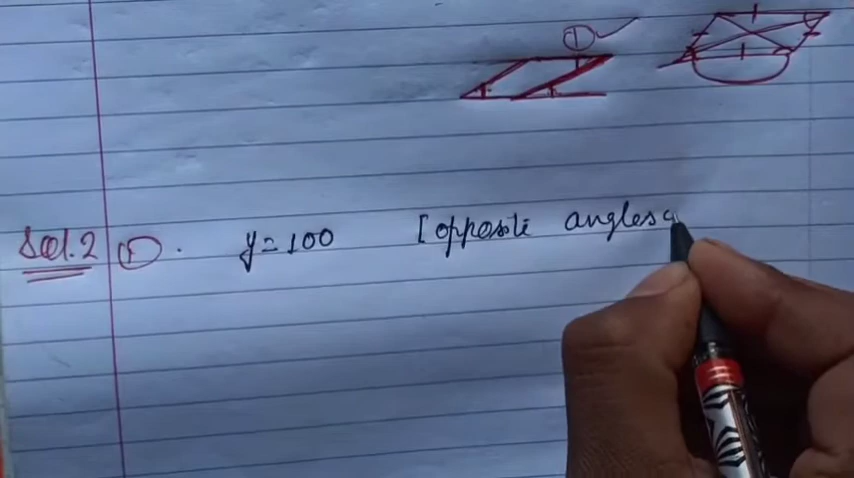 1
Sol.2 (i). y = 100 [opposite angles